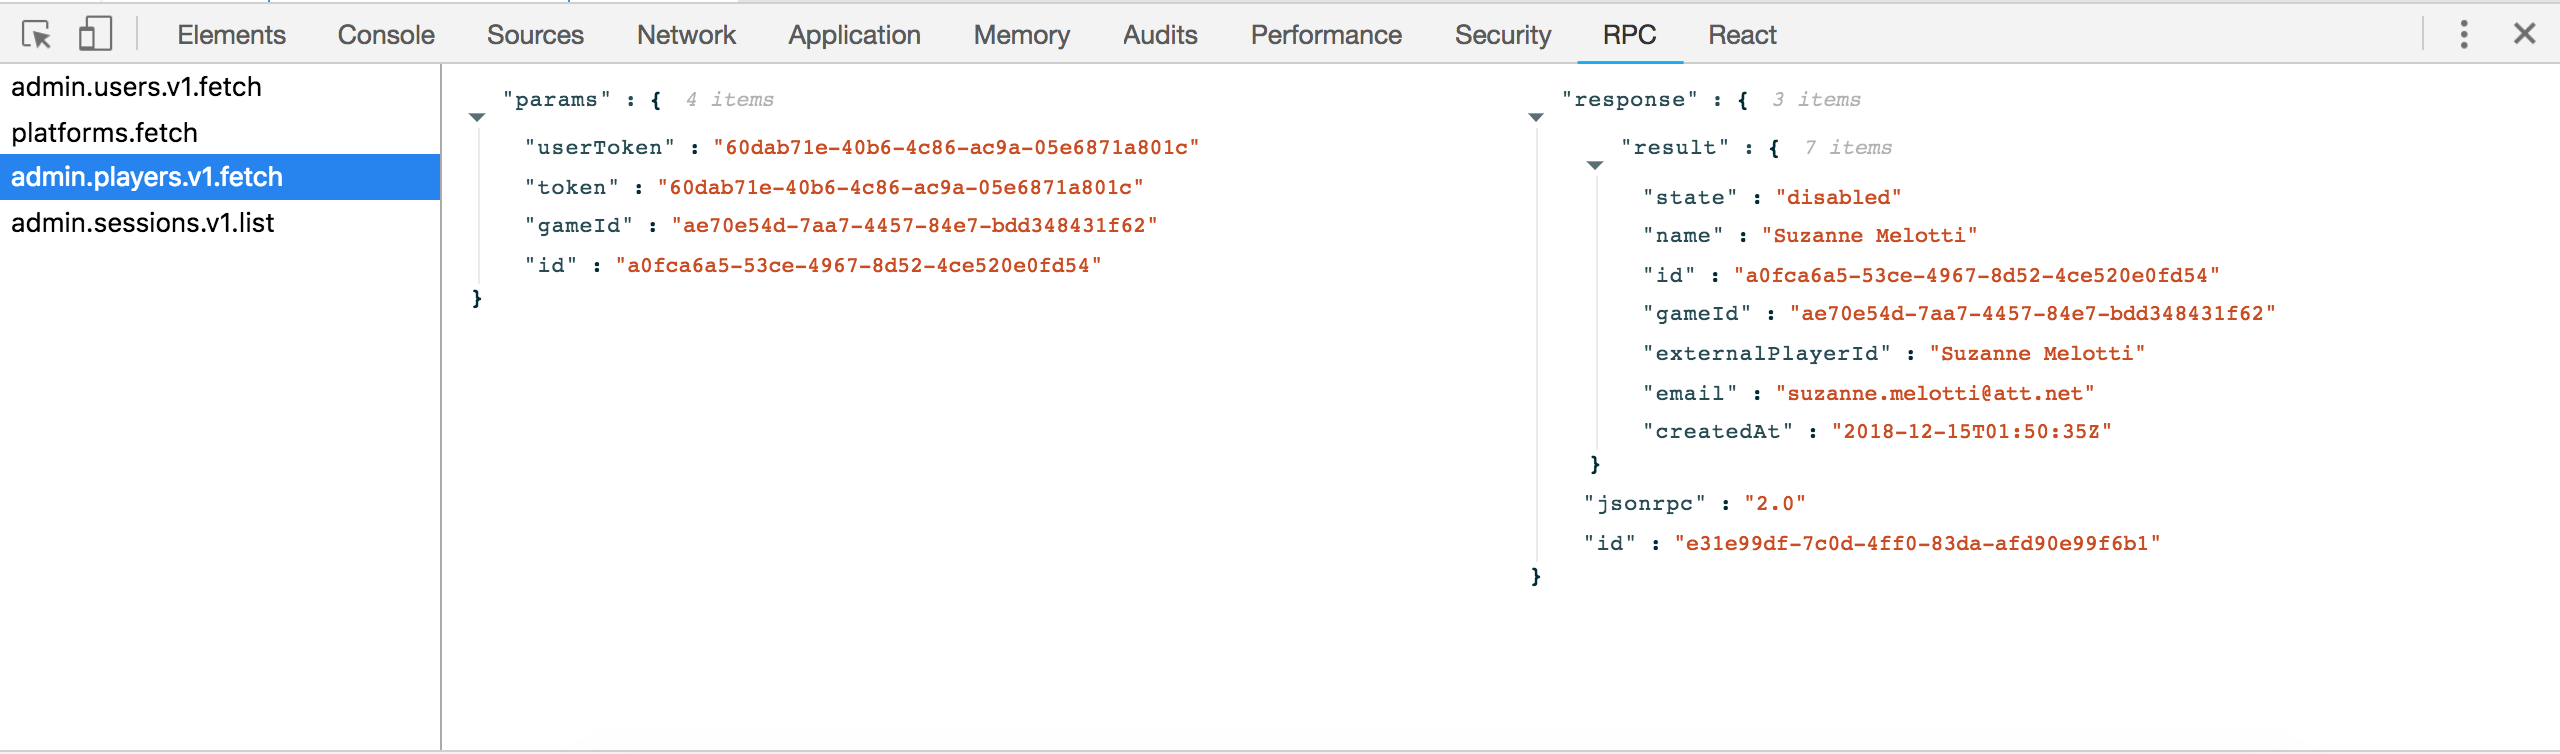 Elements Console Sources Network Application Memory Audits Performance Security RPC React
admin.users.v1.fetch
platforms.fetch
admin.players.v1.fetch
admin.sessions.v1.list
"params" : { 4 items
"userToken" : "60dab71e-40b6-4c86-ac9a-05e6871a801c"
"token" : "60dab71e-40b6-4c86-ac9a-05e6871a801c"
"gameId" : "ae70e54d-7aa7-4457-84e7-bdd348431f62"
"id" : "a0fca6a5-53ce-4967-8d52-4ce520e0fd54"
}
"response" : { 3 items
"result" : { 7 items
"state" : "disabled"
"name" : "Suzanne Melotti"
"id" : "a0fca6a5-53ce-4967-8d52-4ce520e0fd54"
"gameId" : "ae70e54d-7aa7-4457-84e7-bdd348431f62"
"externalPlayerId" : "Suzanne Melotti"
"email" : "suzanne.melotti@att.net"
"createdAt" : "2018-12-15T01:50:35Z"
}
"jsonrpc" : "2.0"
"id" : "e31e99df-7c0d-4ff0-83da-afd90e99f6b1"
}